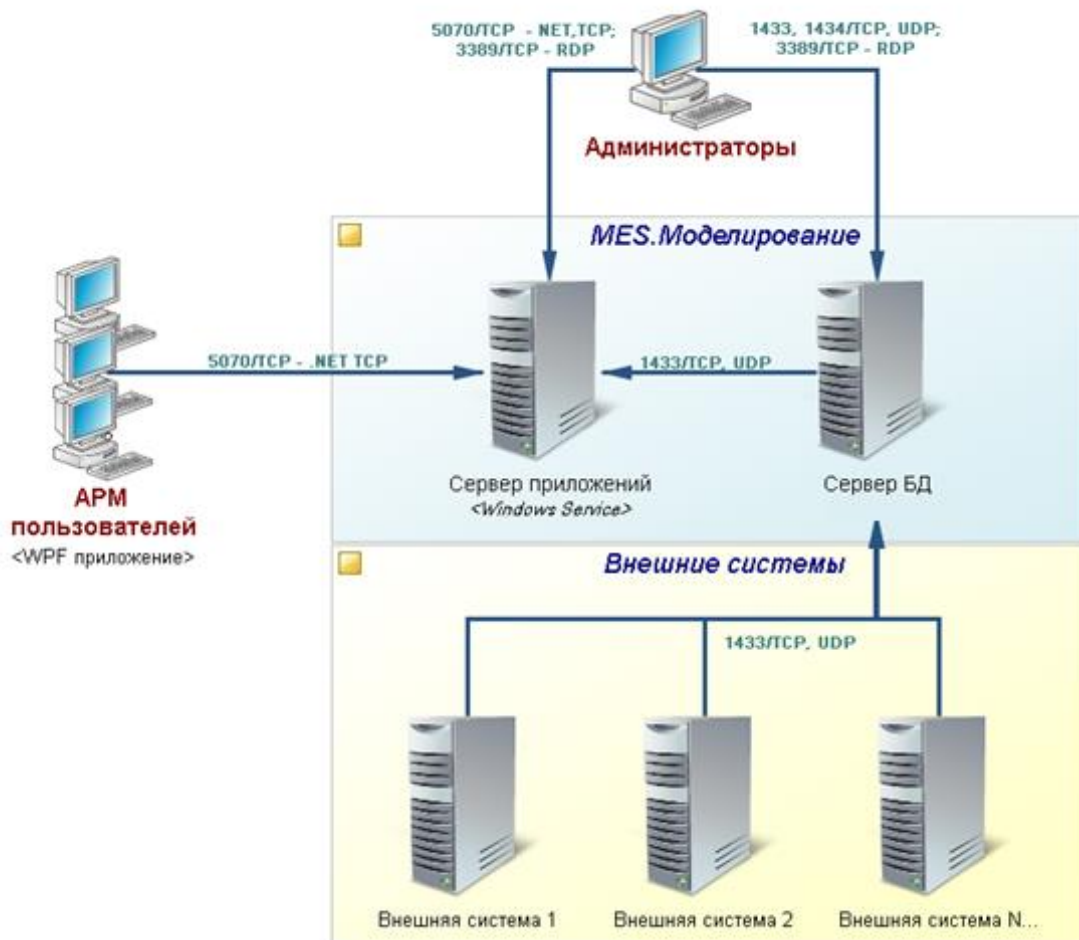 5070/TCP - NET,TCP;
3389/TCP - RDP
1433, 1434/TCP, UDP;
3389/TCP - RDP
Администраторы
MES.Моделирование
5070/TCP - .NET TCP
1433/TCP, UDP
Сервер приложений
<Windows Service>
Сервер БД
АРМ
пользователей
<WPF приложение>
Внешние системы
1433/TCP, UDP
Внешняя система 1
Внешняя система 2
Внешняя система N...